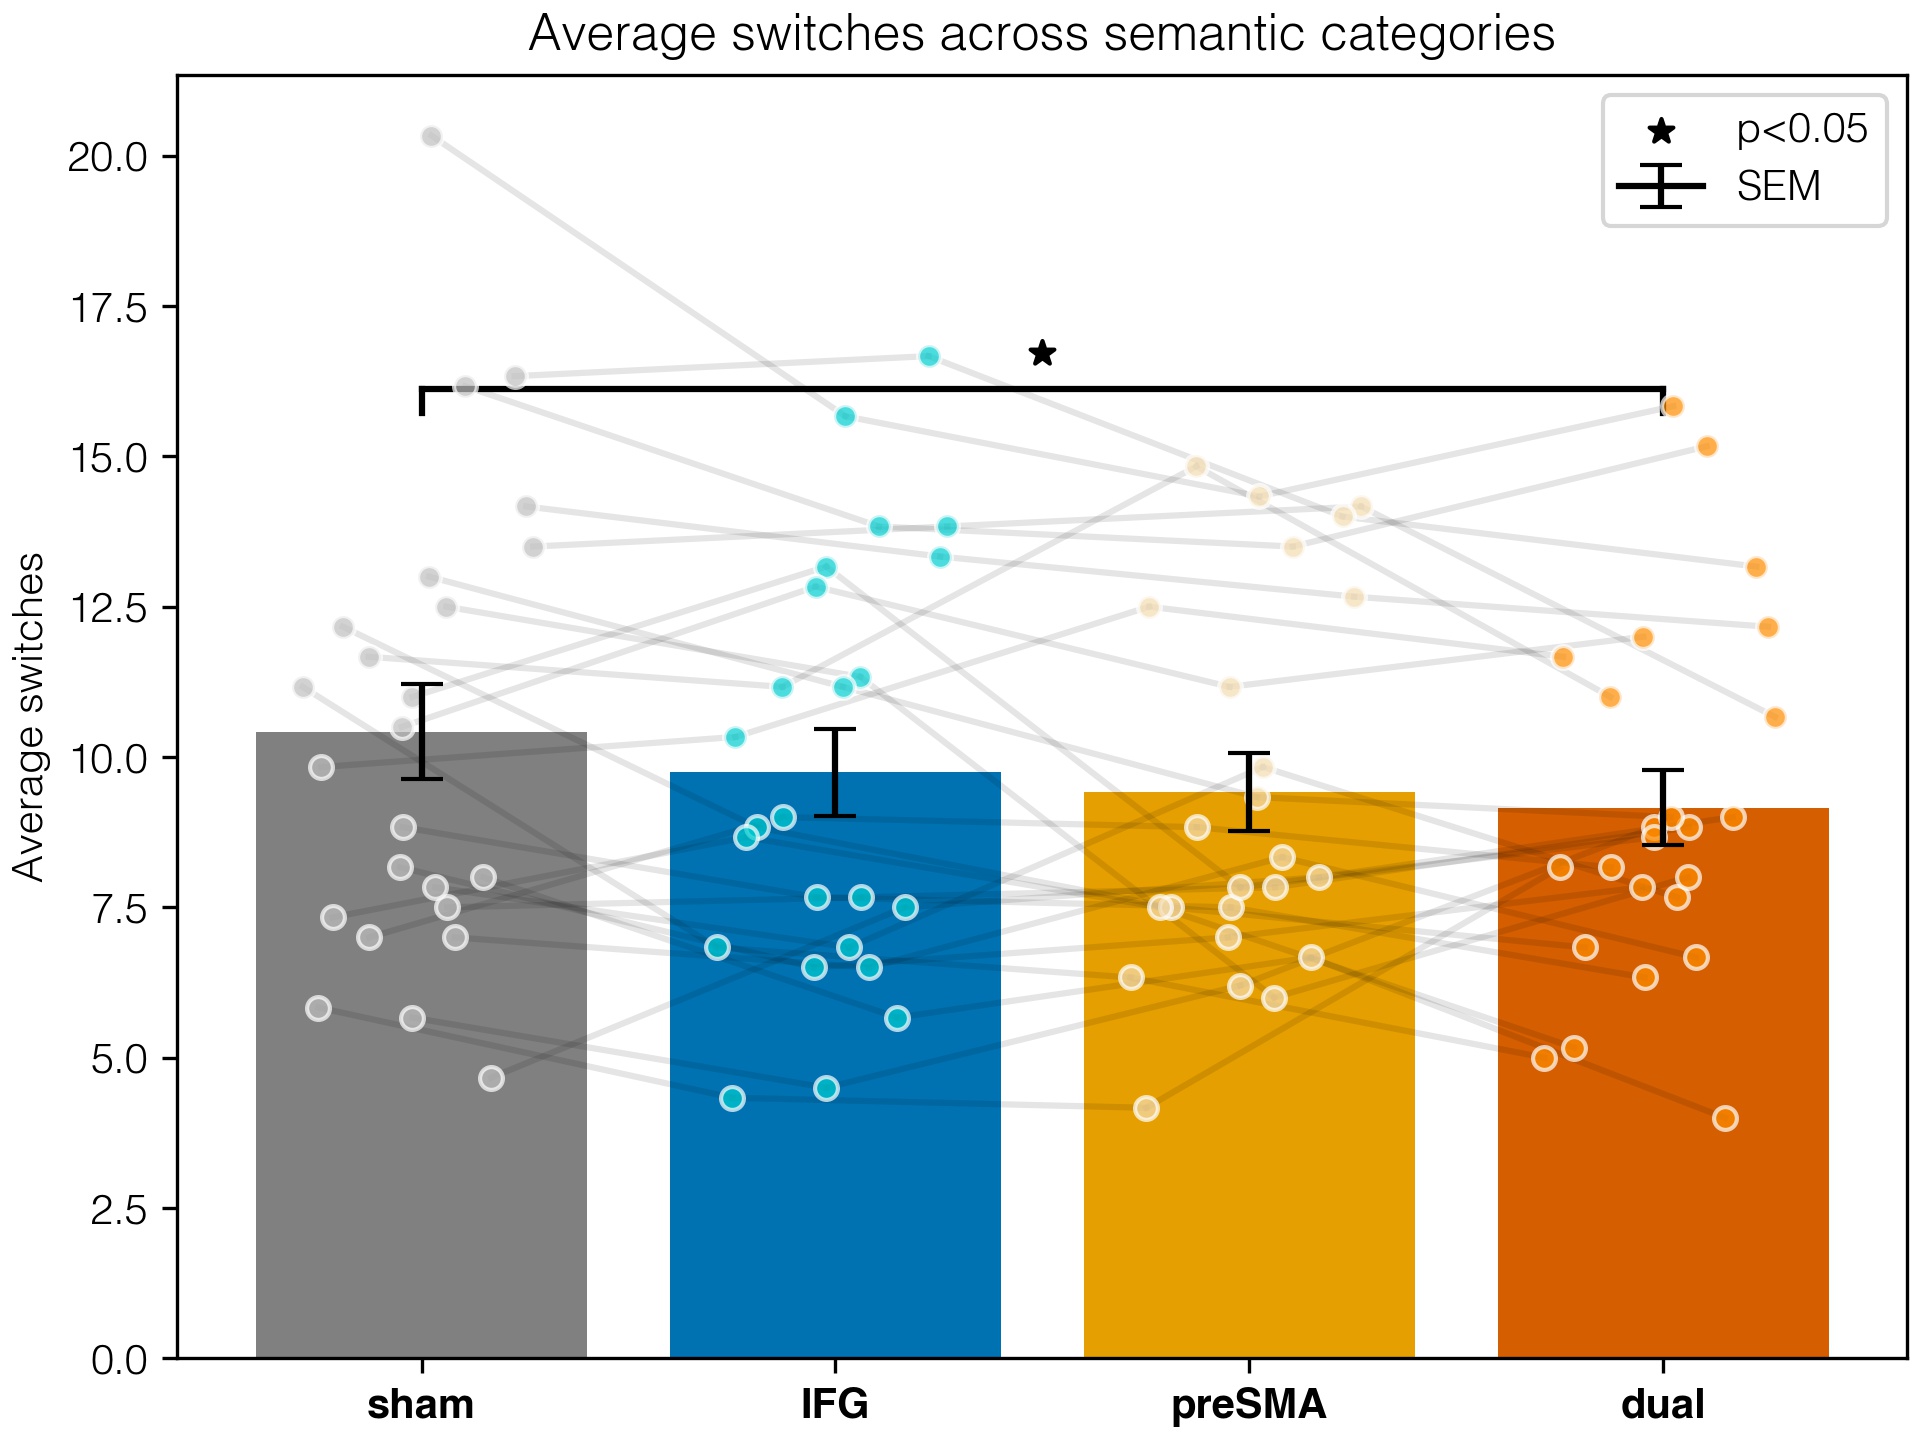 Average switches across semantic categories
p<0.05
SEM
Average switches
20.0
17.5
15.0
12.5
10.0
7.5
5.0
2.5
0.0
sham
IFG
preSMA
dual